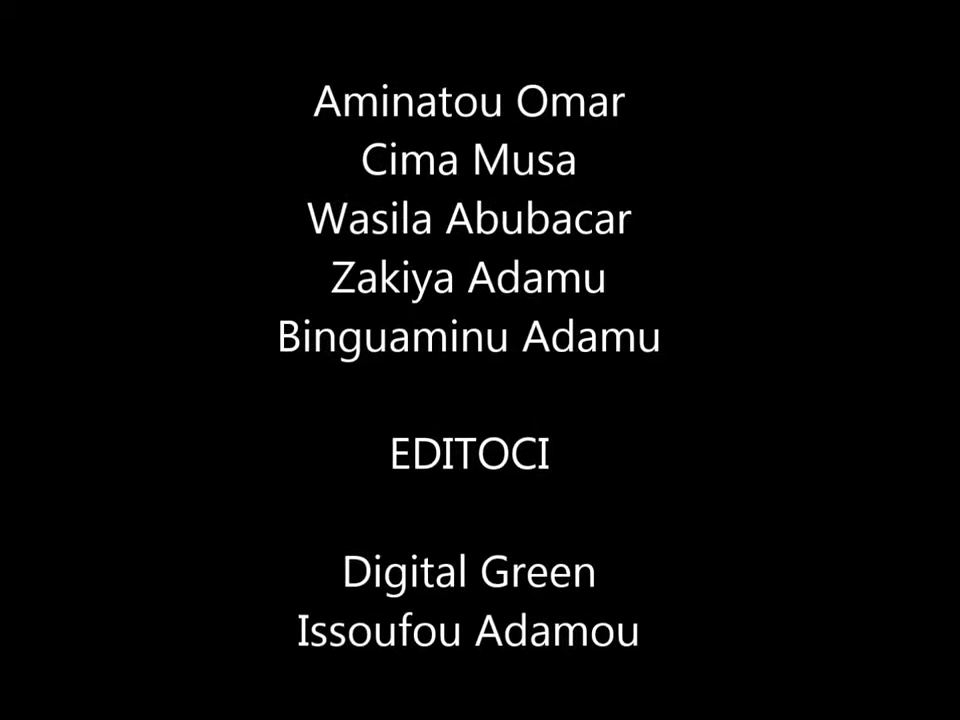 Aminatou Omar
Cima Musa
Wasila Abubacar
Zakiya Adamu
Binguaminu Adamu
EDITOCI
Digital Green
Issoufou Adamou